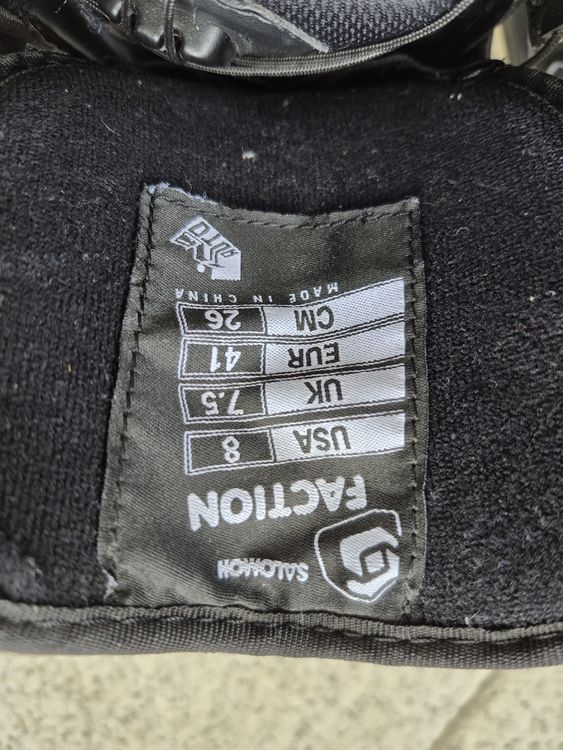 SALOMON
FACTION
USA 8
UK 7.5
EUR 41
CM 26
MADE IN CHINA